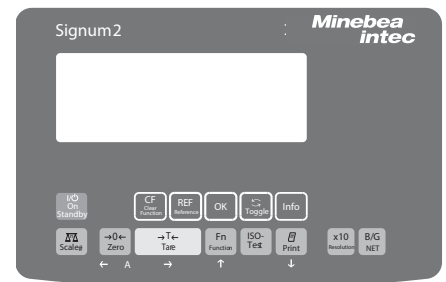 Signum2
Minebea
intec
I/⏻
On
Standby
CF
Clear
Function
REF
Reference
OK
Toggle
Info
Scales
→0←
Zero
→T←
Tare
Fn
Function
ISO-
Test
Print
x10
Resolution
B/G
NET
← A → ↑ ↓